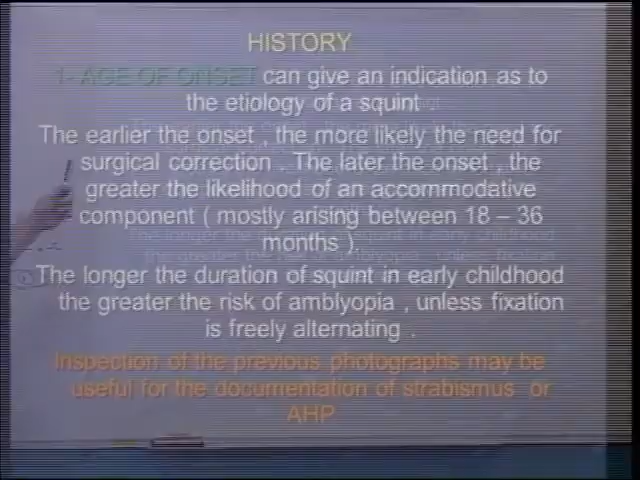 HISTORY
1- AGE OF ONSET can give an indication as to
the etiology of a squint .
The earlier the onset , the more likely the need for
surgical correction . The later the onset , the
greater the likelihood of an accommodative
component ( mostly arising between 18 – 36
months ).
The longer the duration of squint in early childhood
the greater the risk of amblyopia , unless fixation
is freely alternating .
Inspection of the previous photographs may be
useful for the documentation of strabismus or
AHP